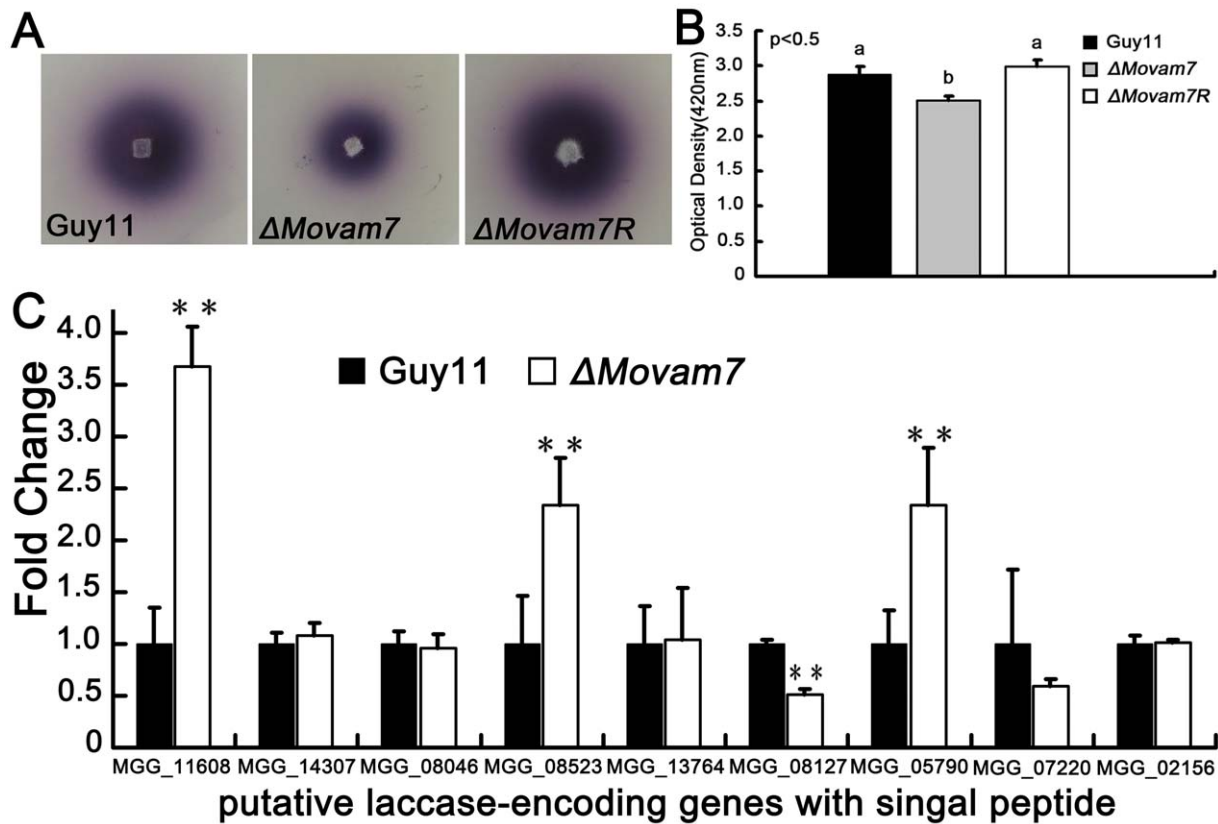 A
Guy11
ΔMovam7
ΔMovam7R
B
p<0.5
Optical Density(420nm)
3.5
3.0
2.5
2.0
1.5
1.0
0.5
0
a
b
a
Guy11
ΔMovam7
ΔMovam7R
C
Fold Change
4.0
3.5
3.0
2.5
2.0
1.5
1.0
0.5
0
Guy11 ΔMovam7
**
**
**
**
MGG_11608 MGG_14307 MGG_08046 MGG_08523 MGG_13764 MGG_08127 MGG_05790 MGG_07220 MGG_02156
putative laccase-encoding genes with singal peptide